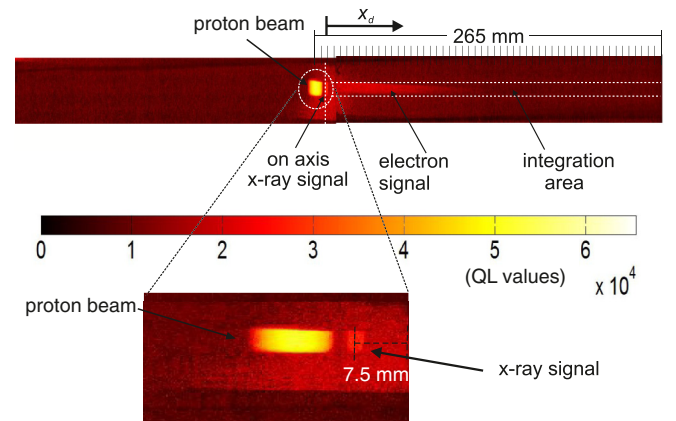 proton beam
x_d
265 mm
on axis
x-ray signal
electron
signal
integration
area
0 1 2 3 4 5 6
(QL values)
x 10^4
proton beam
7.5 mm
x-ray signal